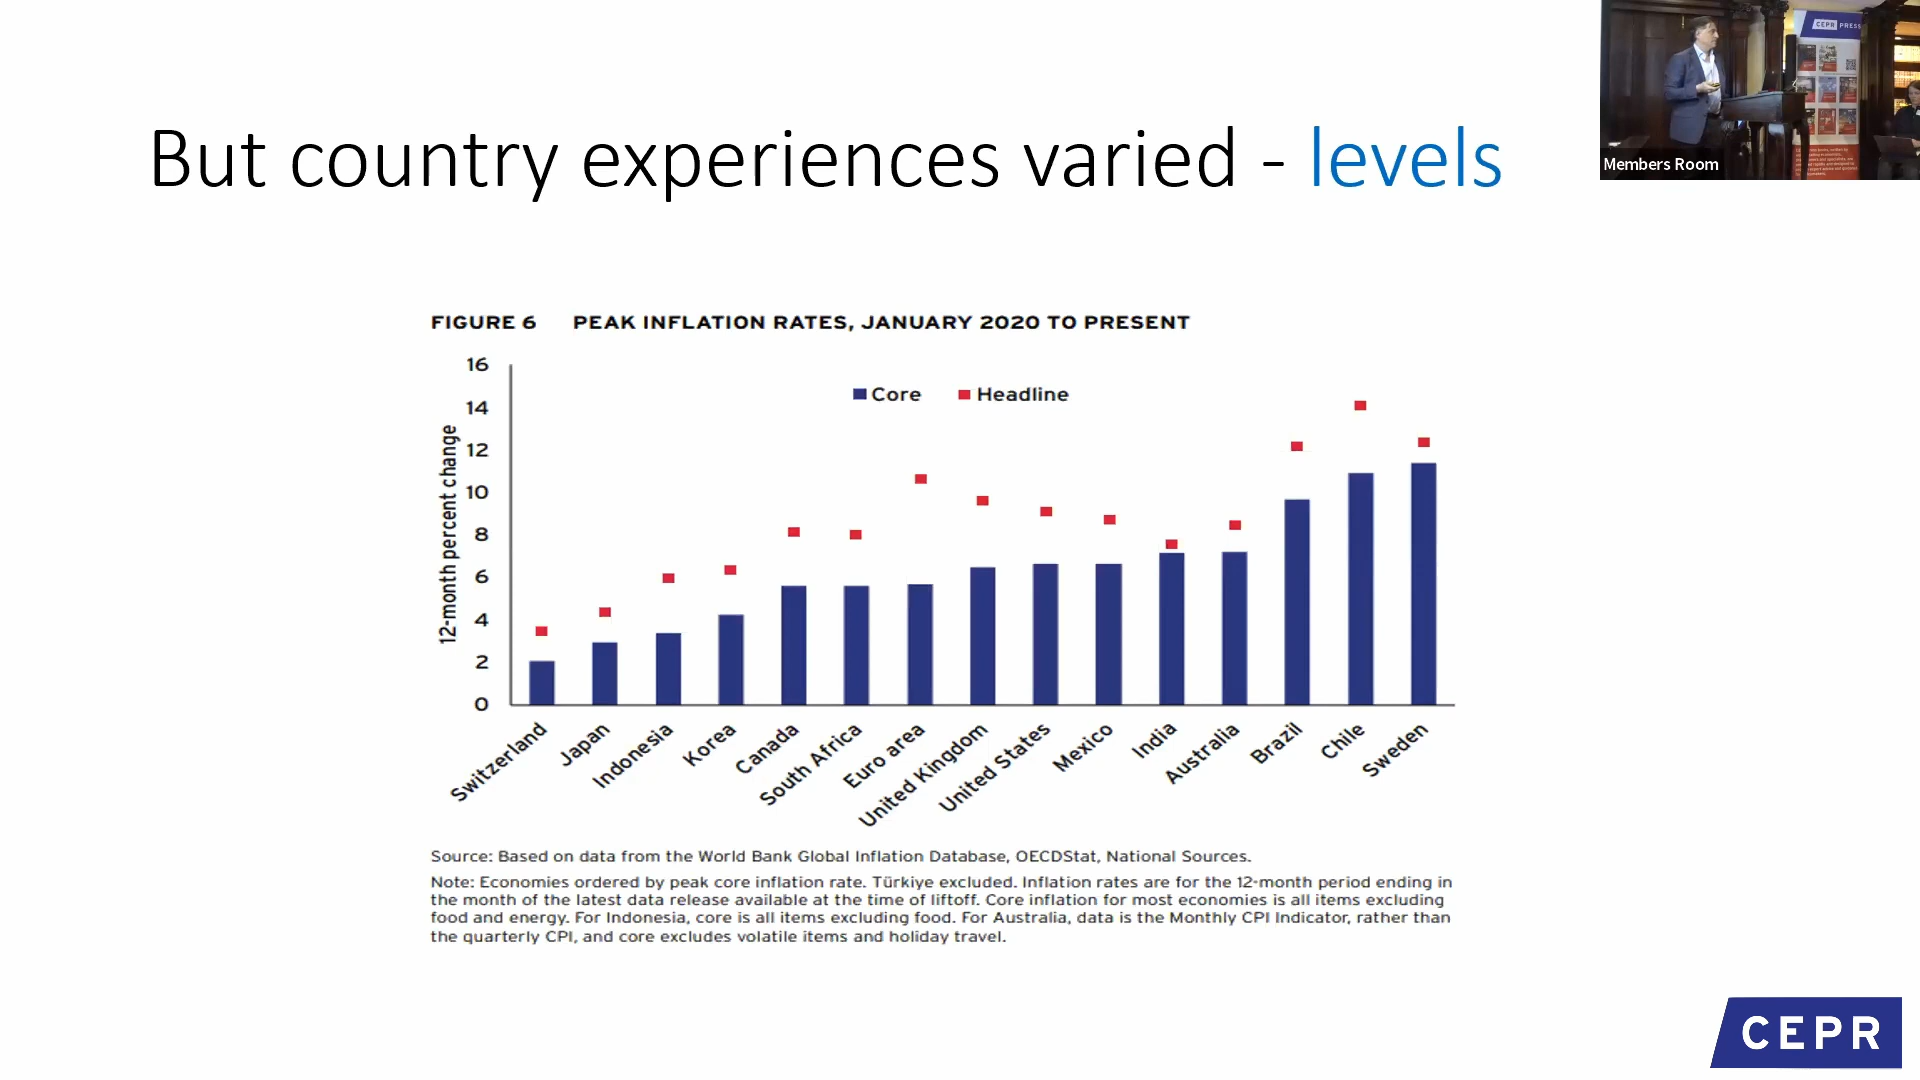 But country experiences varied - levels
CEPR PRESS
Members Room
FIGURE 6 PEAK INFLATION RATES, JANUARY 2020 TO PRESENT
12-month percent change
16
14
12
10
8
6
4
2
0
Core
Headline
Switzerland
Japan
Indonesia
Korea
Canada
South Africa
Euro area
United Kingdom
United States
Mexico
India
Australia
Brazil
Chile
Sweden
Source: Based on data from the World Bank Global Inflation Database, OECDStat, National Sources.
Note: Economies ordered by peak core inflation rate. Türkiye excluded. Inflation rates are for the 12-month period ending in
the month of the latest data release available at the time of liftoff. Core inflation for most economies is all items excluding
food and energy. For Indonesia, core is all items excluding food. For Australia, data is the Monthly CPI Indicator, rather than
the quarterly CPI, and core excludes volatile items and holiday travel.
CEPR